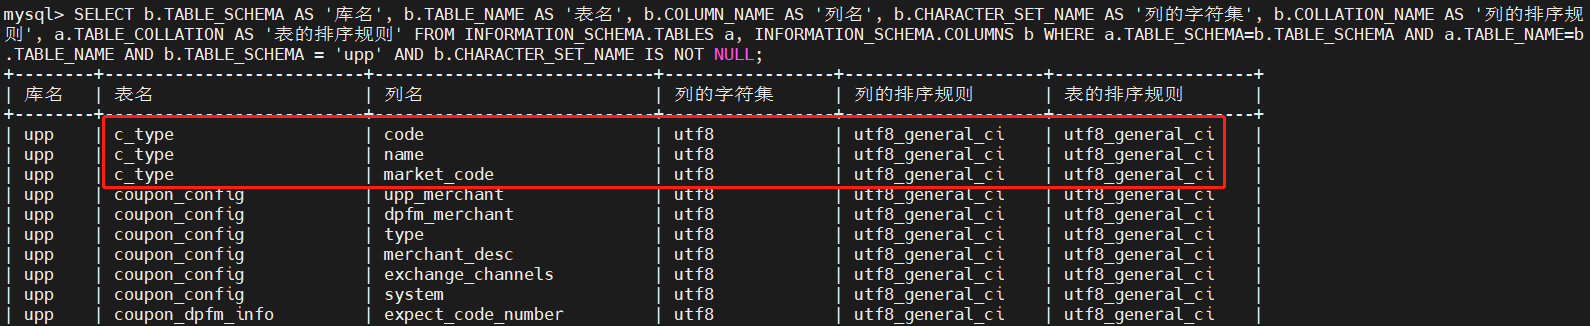 mysql> SELECT b.TABLE_SCHEMA AS '库名', b.TABLE_NAME AS '表名', b.COLUMN_NAME AS '列名', b.CHARACTER_SET_NAME AS '列的字符集', b.COLLATION_NAME AS '列的排序规
则', a.TABLE_COLLATION AS '表的排序规则' FROM INFORMATION_SCHEMA.TABLES a, INFORMATION_SCHEMA.COLUMNS b WHERE a.TABLE_SCHEMA=b.TABLE_SCHEMA AND a.TABLE_NAME=b
.TABLE_NAME AND b.TABLE_SCHEMA = 'upp' AND b.CHARACTER_SET_NAME IS NOT NULL;
+--------+--------------------------+----------------------------+-----------------+--------------------+--------------------+
| 库名 | 表名 | 列名 | 列的字符集 | 列的排序规则 | 表的排序规则 |
+--------+--------------------------+----------------------------+-----------------+--------------------+--------------------+
| upp | c_type | code | utf8 | utf8_general_ci | utf8_general_ci |
| upp | c_type | name | utf8 | utf8_general_ci | utf8_general_ci |
| upp | c_type | market_code | utf8 | utf8_general_ci | utf8_general_ci |
| upp | coupon_config | upp_merchant | utf8 | utf8_general_ci | utf8_general_ci |
| upp | coupon_config | dpfm_merchant | utf8 | utf8_general_ci | utf8_general_ci |
| upp | coupon_config | type | utf8 | utf8_general_ci | utf8_general_ci |
| upp | coupon_config | merchant_desc | utf8 | utf8_general_ci | utf8_general_ci |
| upp | coupon_config | exchange_channels | utf8 | utf8_general_ci | utf8_general_ci |
| upp | coupon_config | system | utf8 | utf8_general_ci | utf8_general_ci |
| upp | coupon_dpfm_info | expect_code_number | utf8 | utf8_general_ci | utf8_general_ci |